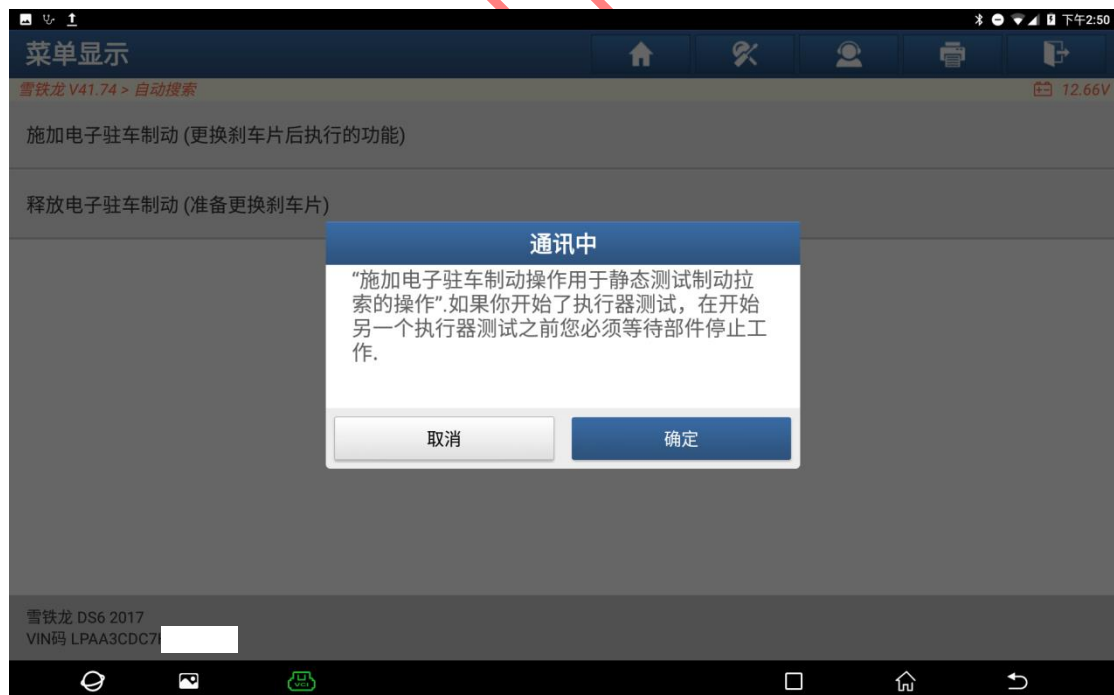 下午2:50
菜单显示
雪铁龙 V41.74 > 自动搜索
12.66V
施加电子驻车制动 (更换刹车片后执行的功能)
释放电子驻车制动 (准备更换刹车片)
通讯中
“施加电子驻车制动操作用于静态测试制动拉
索的操作”.如果你开始了执行器测试，在开始
另一个执行器测试之前您必须等待部件停止工
作.
取消
确定
雪铁龙 DS6 2017
VIN码 LPAA3CDC7
VCI